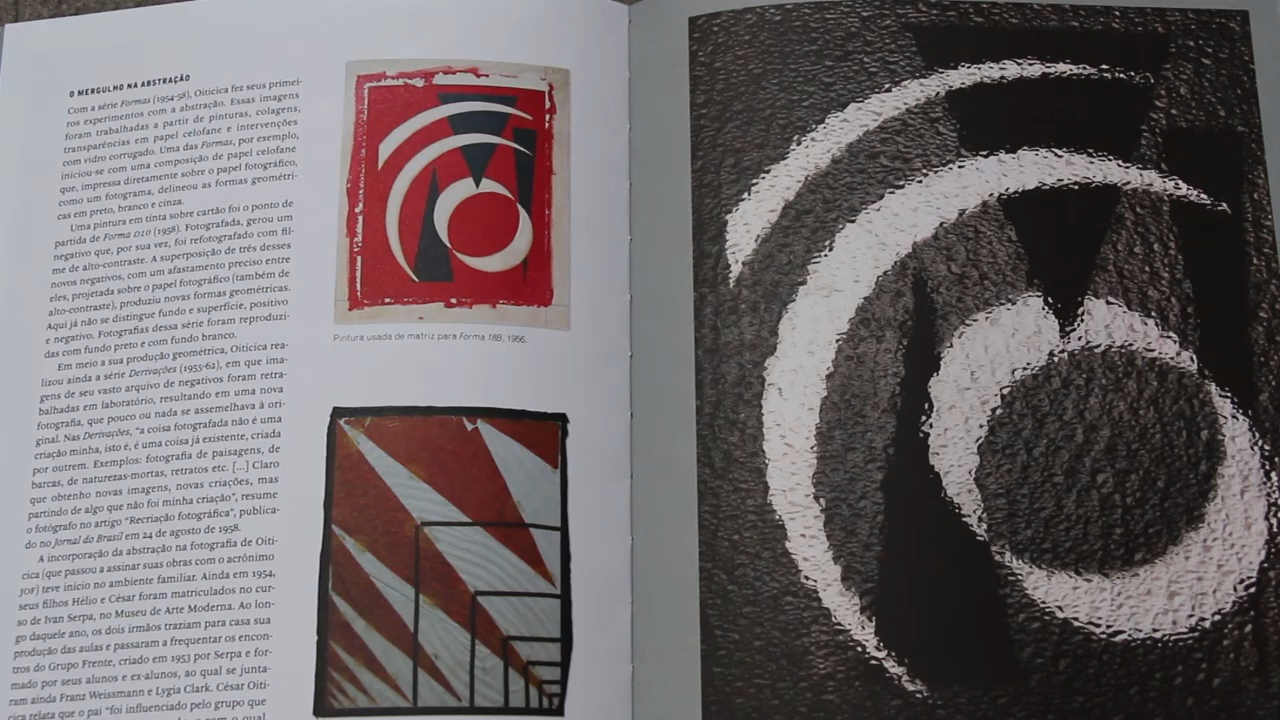 O MERGULHO NA ABSTRAÇÃO
Com a série Formas (1954-58), Oiticica fez seus primei-
ros experimentos com a abstração. Essas imagens
foram trabalhadas a partir de pinturas, colagens,
transparências em papel celofane e intervenções
com vidro corrugado. Uma das Formas, por exemplo,
iniciou-se com uma composição de papel celofane
que, impressa diretamente sobre o papel fotográfico,
como um fotograma, delineou as formas geométri-
cas em preto, branco e cinza.
Uma pintura em tinta sobre cartão foi o ponto de
partida de Forma D10 (1958). Fotografada, gerou um
negativo que, por sua vez, foi refotografado com fil-
me de alto-contraste. A superposição de três desses
novos negativos, com um afastamento preciso entre
eles, projetada sobre o papel fotográfico (também de
alto-contraste), produziu novas formas geométricas.
Aqui já não se distingue fundo e superfície, positivo
e negativo. Fotografias dessa série foram reproduzi-
das com fundo preto e com fundo branco.
Em meio a sua produção geométrica, Oiticica rea-
lizou ainda a série Derivações (1955-62), em que ima-
gens de seu vasto arquivo de negativos foram retra-
balhadas em laboratório, resultando em uma nova
fotografia, que pouco ou nada se assemelhava à ori-
ginal. Nas Derivações, “a coisa fotografada não é uma
criação minha, isto é, é uma coisa já existente, criada
por outrem. Exemplos: fotografia de paisagens, de
barcas, de naturezas-mortas, retratos etc. [...] Claro
que obtenho novas imagens, novas criações, mas
partindo de algo que não foi minha criação”, resume
o fotógrafo no artigo “Recriação fotográfica”, publica-
do no Jornal do Brasil em 24 de agosto de 1958.
A incorporação da abstração na fotografia de Oiti-
cica (que passou a assinar suas obras com o acrônimo
JOF) teve início no ambiente familiar. Ainda em 1954,
seus filhos Hélio e César foram matriculados no cur-
so de Ivan Serpa, no Museu de Arte Moderna. Ao lon-
go daquele ano, os dois irmãos traziam para casa sua
produção das aulas e passaram a frequentar os encon-
tros do Grupo Frente, criado em 1953 por Serpa e for-
mado por seus alunos e ex-alunos, ao qual se junta-
ram ainda Franz Weissmann e Lygia Clark. César Oiti-
cica relata que o pai “foi influenciado pelo grupo que
com o qual
Pintura usada de matriz para Forma 18B, 1956.